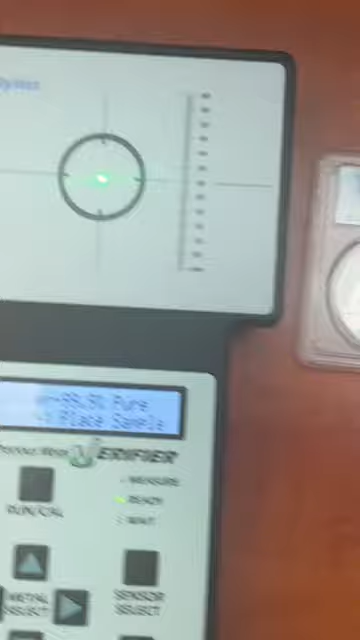 99.9% Pure
Place Sample
VERIFIER
MEASURE
READY
WAIT
RUN/CAL
METAL
SELECT
SENSOR
SELECT